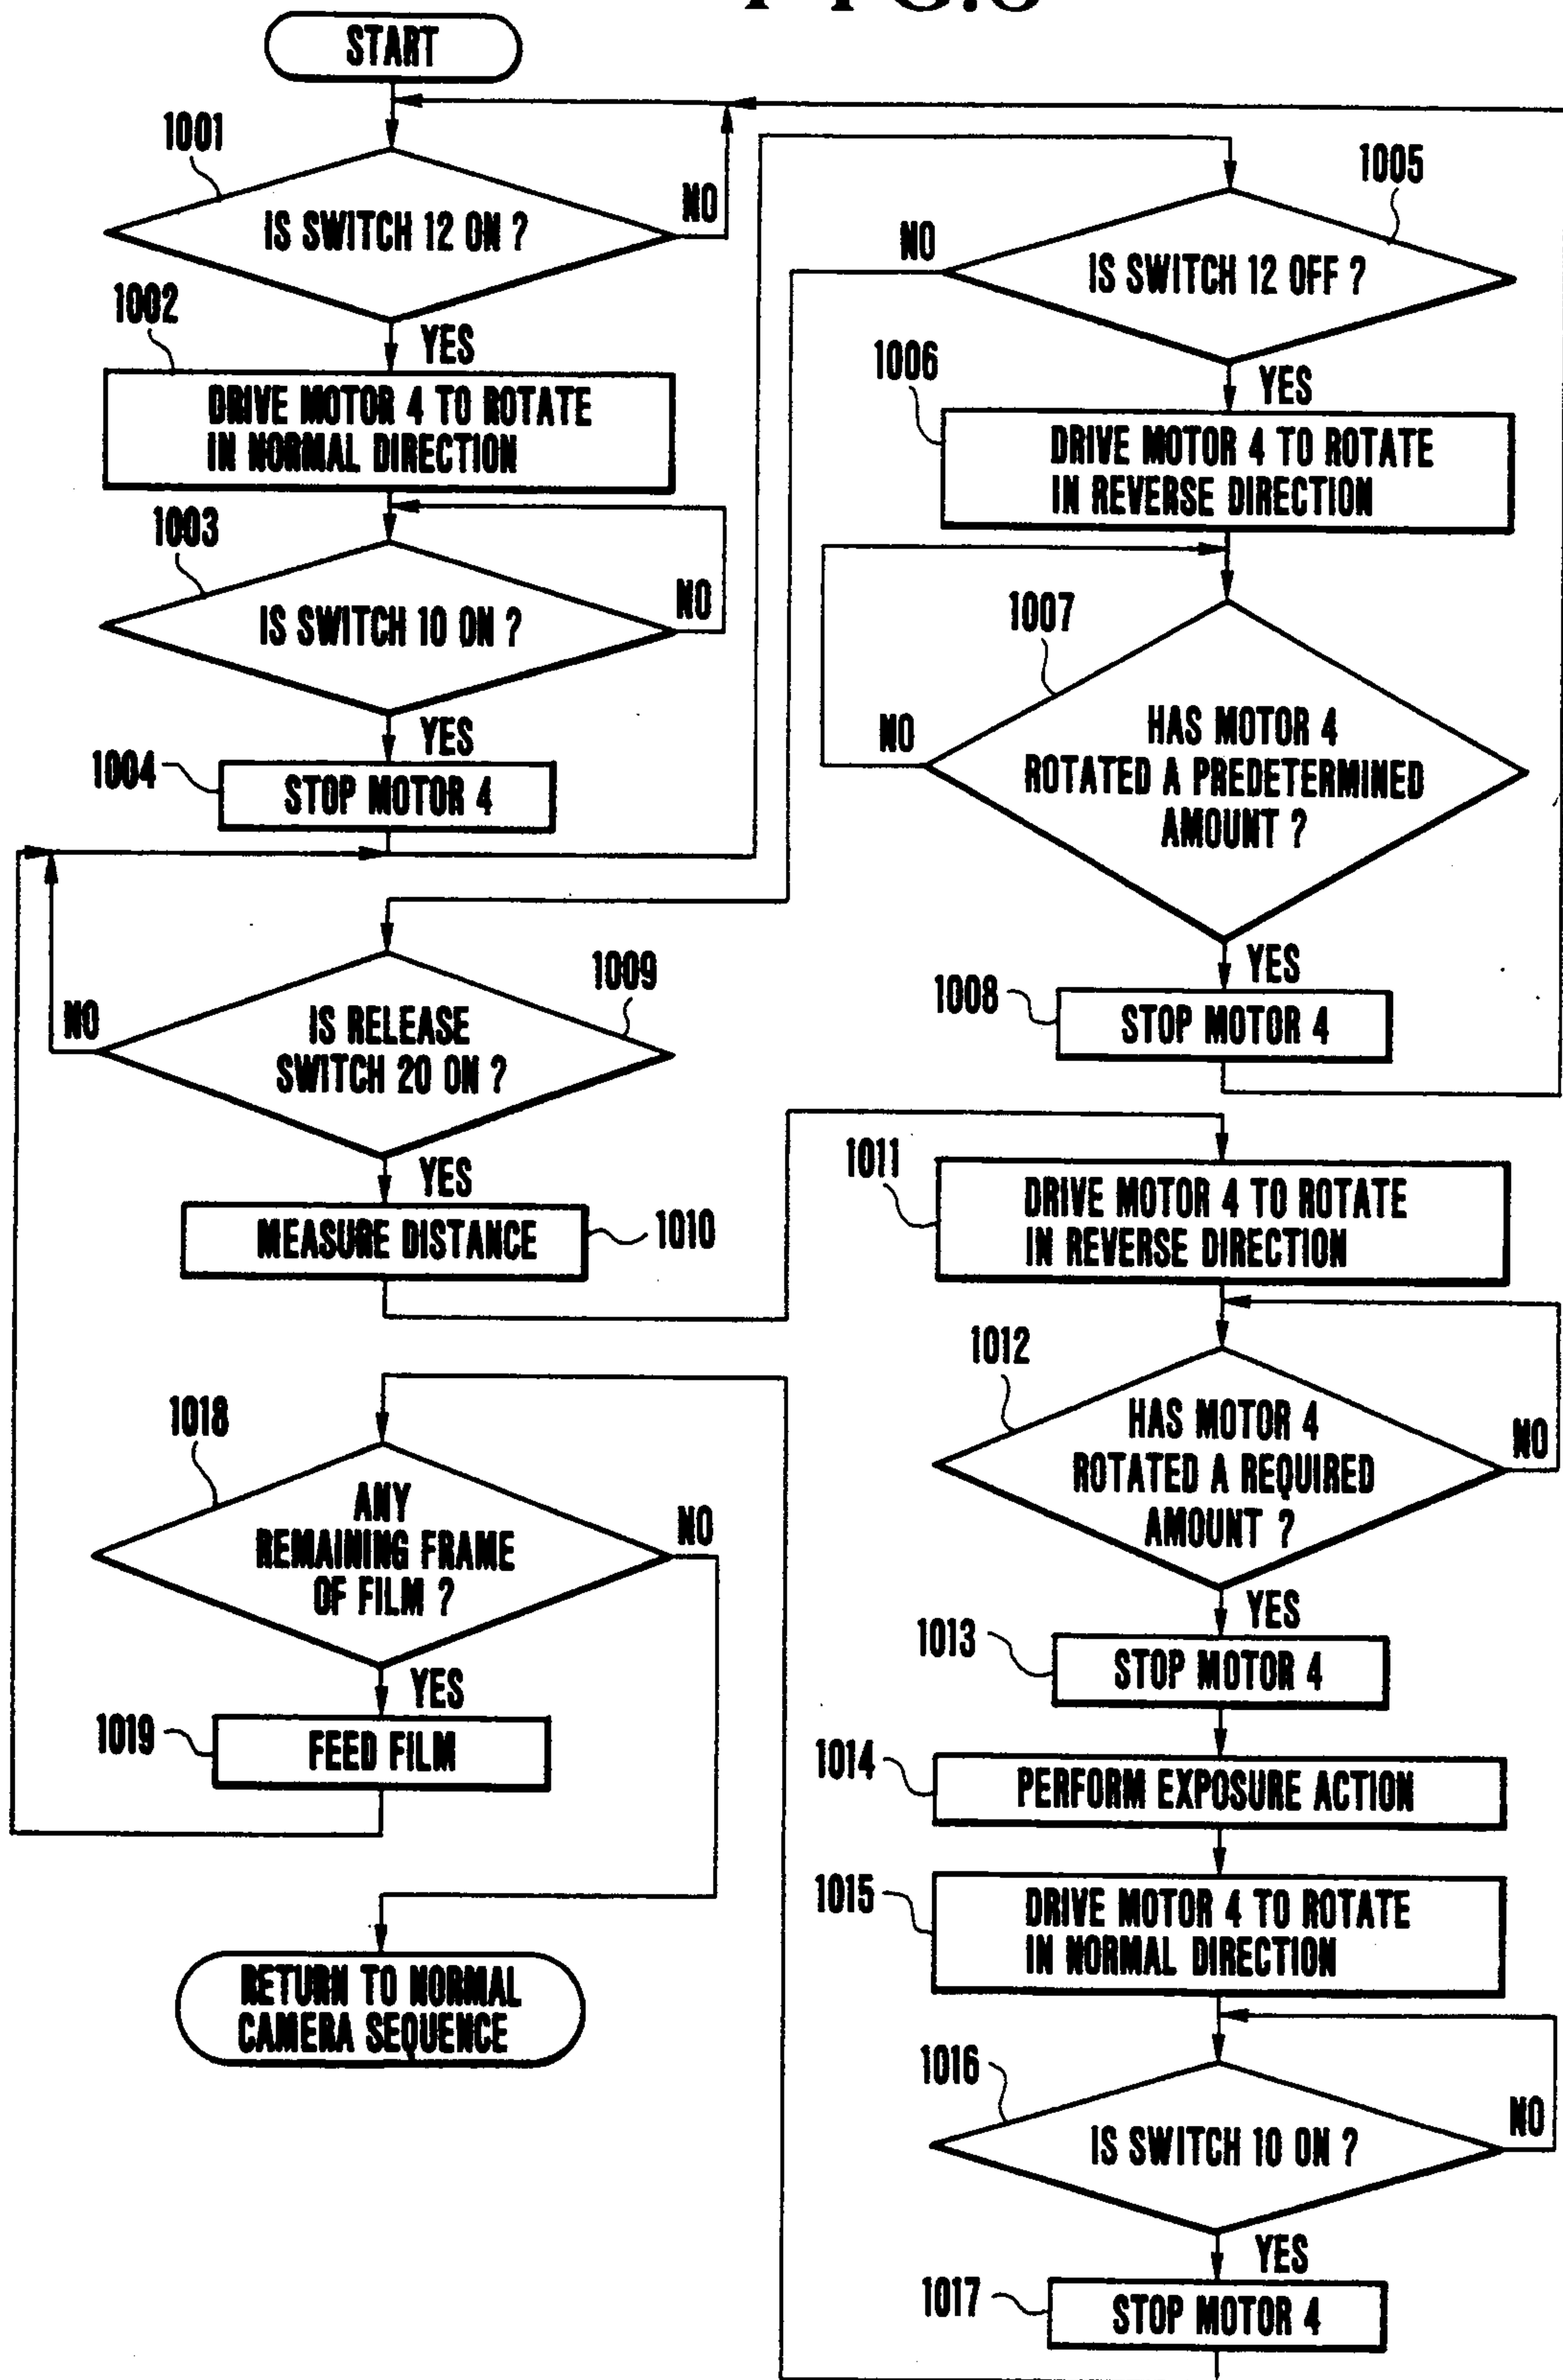 START
1001
IS SWITCH 12 ON ?
NO
YES
1002
DRIVE MOTOR 4 TO ROTATE
IN NORMAL DIRECTION
1003
IS SWITCH 10 ON ?
NO
YES
1004
STOP MOTOR 4
1005
IS SWITCH 12 OFF ?
NO
YES
1006
DRIVE MOTOR 4 TO ROTATE
IN REVERSE DIRECTION
1007
HAS MOTOR 4
ROTATED A PREDETERMINED
AMOUNT ?
NO
YES
1008
STOP MOTOR 4
1009
IS RELEASE
SWITCH 20 ON ?
NO
YES
MEASURE DISTANCE
1010
1011
DRIVE MOTOR 4 TO ROTATE
IN REVERSE DIRECTION
1012
HAS MOTOR 4
ROTATED A REQUIRED
AMOUNT ?
NO
YES
1013
STOP MOTOR 4
1014
PERFORM EXPOSURE ACTION
1015
DRIVE MOTOR 4 TO ROTATE
IN NORMAL DIRECTION
1016
IS SWITCH 10 ON ?
NO
YES
1017
STOP MOTOR 4
1018
ANY
REMAINING FRAME
OF FILM ?
NO
YES
1019
FEED FILM
RETURN TO NORMAL
CAMERA SEQUENCE